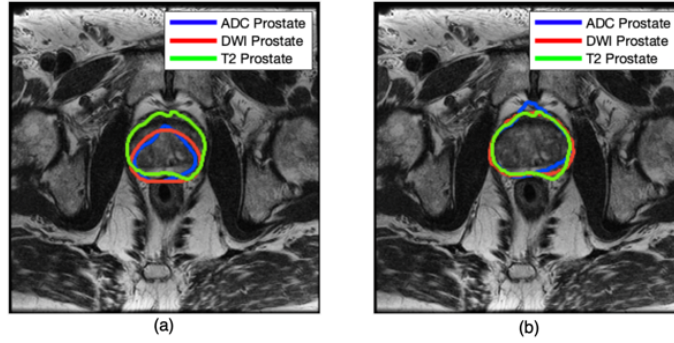 ADC Prostate
DWI Prostate
T2 Prostate
ADC Prostate
DWI Prostate
T2 Prostate
(a)
(b)